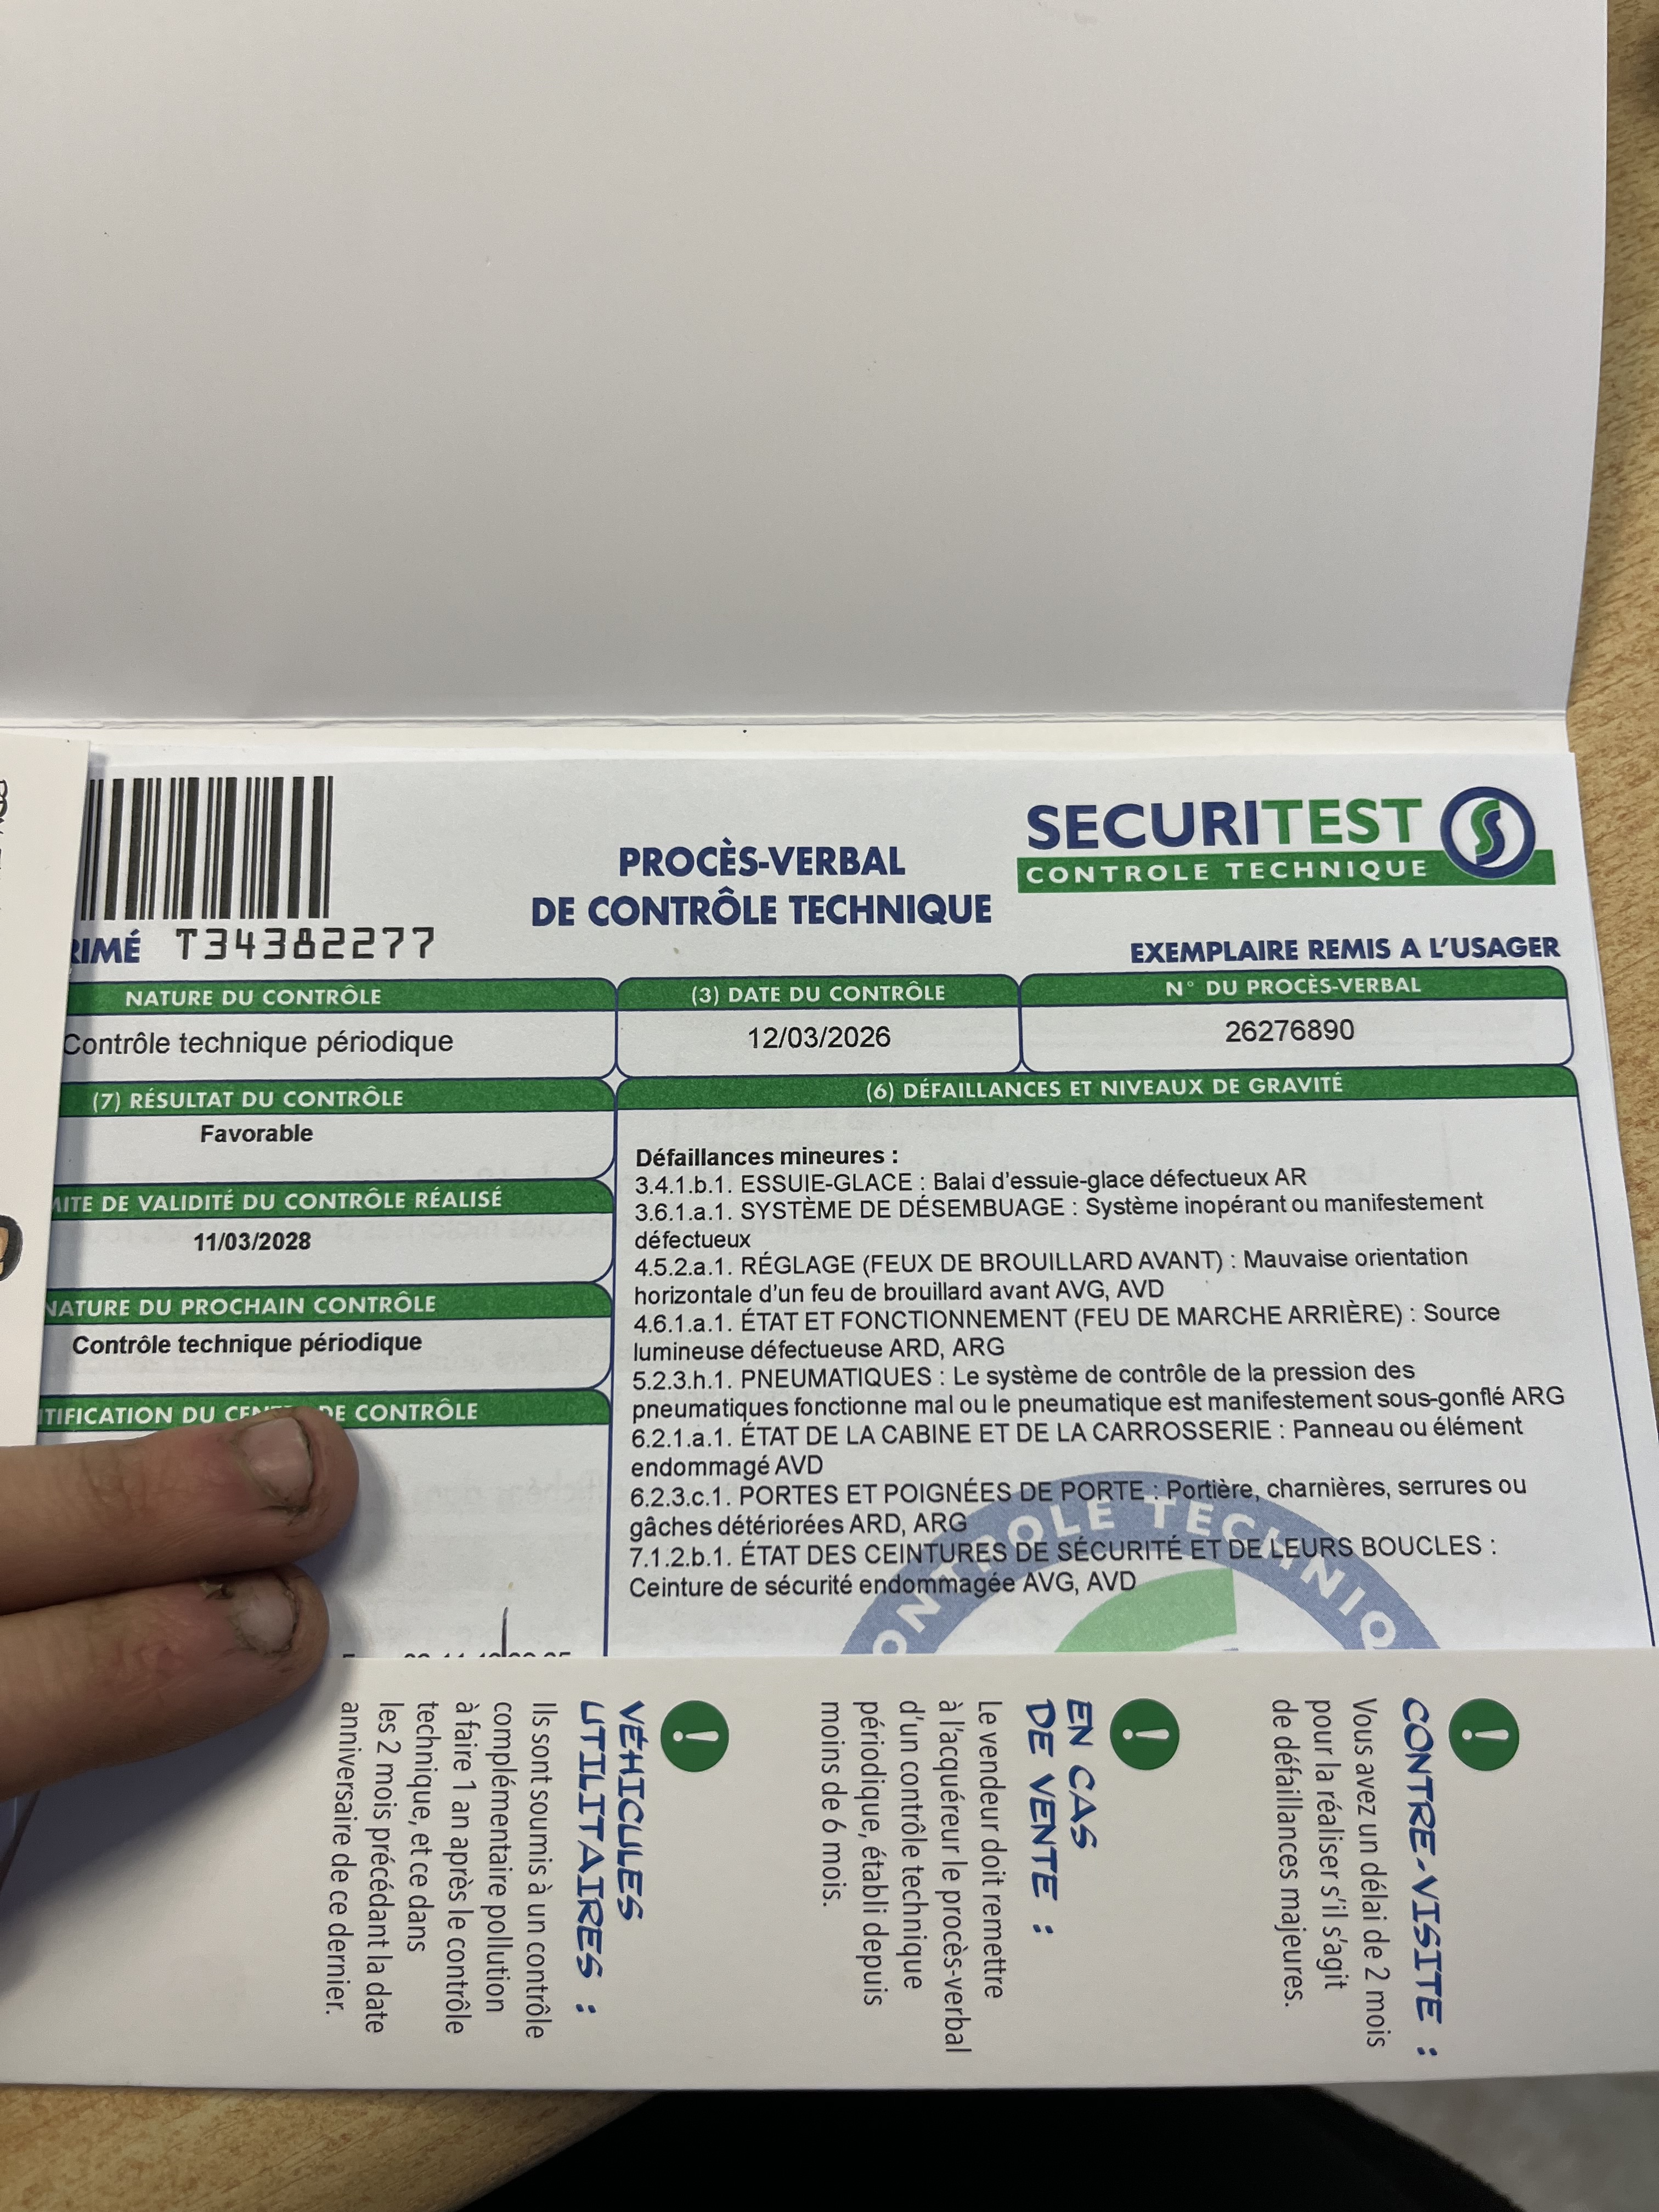 SECURITEST
CONTROLE TECHNIQUE
PROCÈS-VERBAL
DE CONTRÔLE TECHNIQUE
T34382277
EXEMPLAIRE REMIS A L'USAGER
NATURE DU CONTRÔLE
Contrôle technique périodique
(3) DATE DU CONTRÔLE
12/03/2026
N° DU PROCÈS-VERBAL
26276890
(7) RÉSULTAT DU CONTRÔLE
Favorable
DE VALIDITÉ DU CONTRÔLE RÉALISÉ
11/03/2028
NATURE DU PROCHAIN CONTRÔLE
Contrôle technique périodique
DU DE CONTRÔLE
(6) DÉFAILLANCES ET NIVEAUX DE GRAVITÉ
Défaillances mineures :
3.4.1.b.1. ESSUIE-GLACE : Balai d'essuie-glace défectueux AR
3.6.1.a.1. SYSTÈME DE DÉSEMBUAGE : Système inopérant ou manifestement
défectueux
4.5.2.a.1. RÉGLAGE (FEUX DE BROUILLARD AVANT) : Mauvaise orientation
horizontale d'un feu de brouillard avant AVG, AVD
4.6.1.a.1. ÉTAT ET FONCTIONNEMENT (FEU DE MARCHE ARRIÈRE) : Source
lumineuse défectueuse ARD, ARG
5.2.3.h.1. PNEUMATIQUES : Le système de contrôle de la pression des
pneumatiques fonctionne mal ou le pneumatique est manifestement sous-gonflé ARG
6.2.1.a.1. ÉTAT DE LA CABINE ET DE LA CARROSSERIE : Panneau ou élément
endommagé AVD
6.2.3.c.1. PORTES ET POIGNÉES DE PORTE : Portière, charnières, serrures ou
gâches détériorées ARD, ARG
7.1.2.b.1. ÉTAT DES CEINTURES DE SÉCURITÉ ET DE LEURS BOUCLES :
Ceinture de sécurité endommagée AVG, AVD
CONTRE-VISITE :
Vous avez un délai de 2 mois
pour la réaliser s'il s'agit
de défaillances majeures.
EN CAS
DE VENTE :
Le vendeur doit remettre
à l'acquéreur le procès-verbal
d'un contrôle technique
périodique, établi depuis
moins de 6 mois.
VÉHICULES
UTILITAIRES :
Ils sont soumis à un contrôle
complémentaire pollution
à faire 1 an après le contrôle
technique, et ce dans
les 2 mois précédant la date
anniversaire de ce dernier.